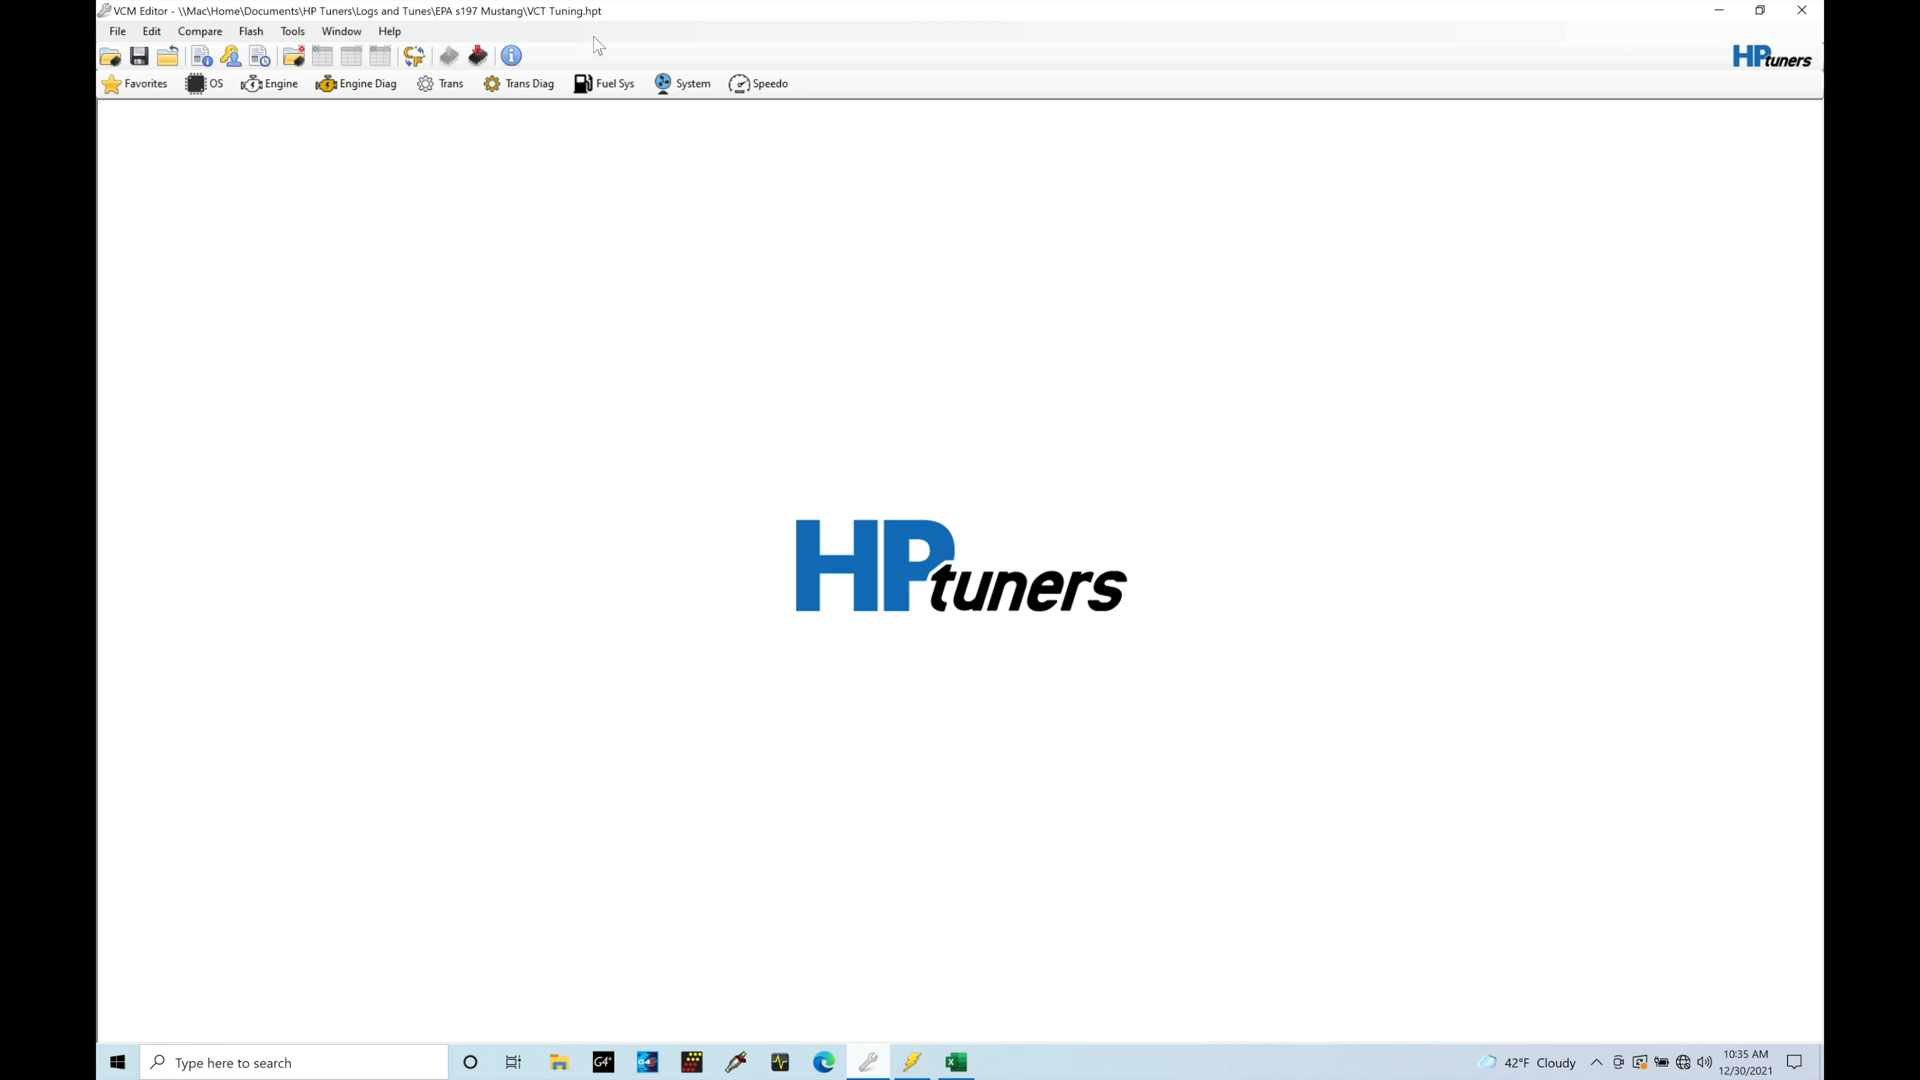 VCM Editor - \\Mac\Home\Documents\HP Tuners\Logs and Tunes\EPA s197 Mustang\VCT Tuning.hpt
File Edit Compare Flash Tools Window Help
HPtuners
Favorites OS Engine Engine Diag Trans Trans Diag Fuel Sys System Speedo
HPtuners
Type here to search
G4+
42°F Cloudy
10:35 AM
12/30/2021